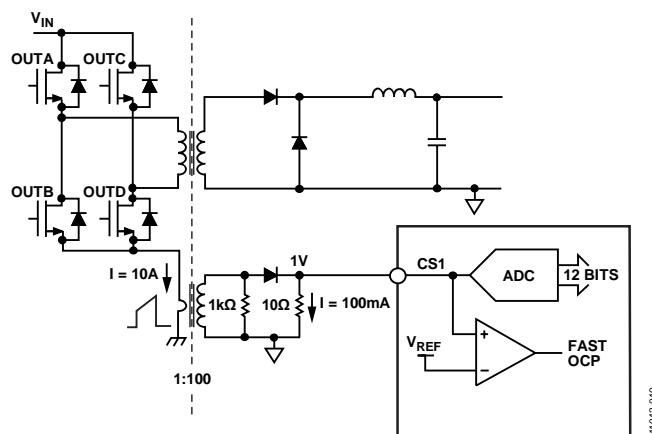 VIN
OUTA OUTC
OUTB OUTD
I = 10A
1kΩ
10Ω
1V
I = 100mA
1:100
CS1
ADC
12 BITS
VREF
+
−
FAST
OCP